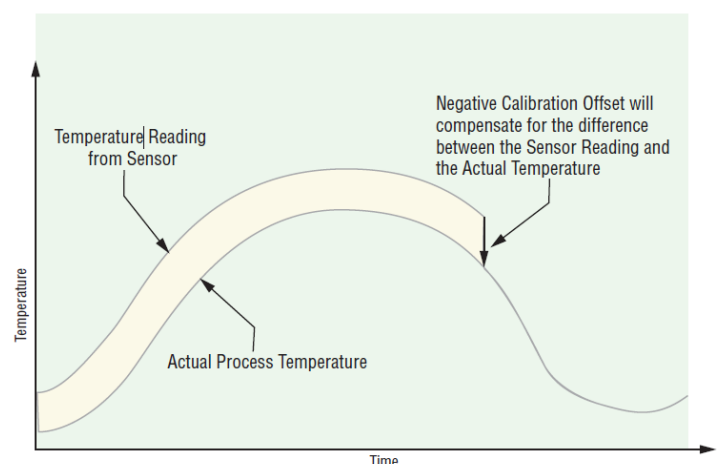 Negative Calibration Offset will
compensate for the difference
between the Sensor Reading and
the Actual Temperature
Temperature Reading
from Sensor
Temperature
Actual Process Temperature
Time